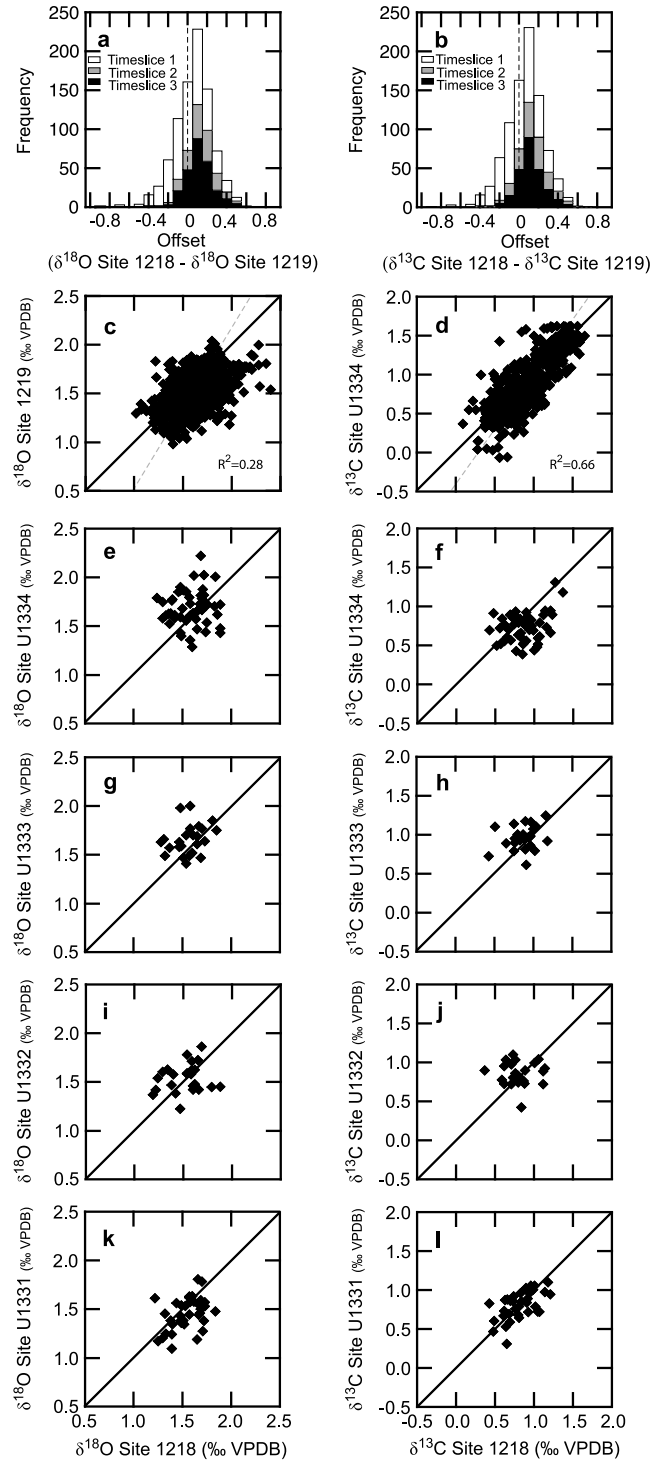 a
250
200
150
100
50
0
Frequency
Timeslice 1
Timeslice 2
Timeslice 3
-0.8 -0.4 0 0.4 0.8
Offset
(δ¹⁸O Site 1218 - δ¹⁸O Site 1219)
b
250
200
150
100
50
0
Frequency
Timeslice 1
Timeslice 2
Timeslice 3
-0.8 -0.4 0 0.4 0.8
Offset
(δ¹³C Site 1218 - δ¹³C Site 1219)
c
2.5
2.0
1.5
1.0
0.5
δ¹⁸O Site 1219 (‰ VPDB)
R²=0.28
d
2.0
1.5
1.0
0.5
0.0
-0.5
δ¹³C Site U1334 (‰ VPDB)
R²=0.66
e
2.5
2.0
1.5
1.0
0.5
δ¹⁸O Site U1334 (‰ VPDB)
f
2.0
1.5
1.0
0.5
0.0
-0.5
δ¹³C Site U1334 (‰ VPDB)
g
2.5
2.0
1.5
1.0
0.5
δ¹⁸O Site U1333 (‰ VPDB)
h
2.0
1.5
1.0
0.5
0.0
-0.5
δ¹³C Site U1333 (‰ VPDB)
i
2.5
2.0
1.5
1.0
0.5
δ¹⁸O Site U1332 (‰ VPDB)
j
2.0
1.5
1.0
0.5
0.0
-0.5
δ¹³C Site U1332 (‰ VPDB)
k
2.5
2.0
1.5
1.0
0.5
δ¹⁸O Site U1331 (‰ VPDB)
0.5 1.0 1.5 2.0 2.5
δ¹⁸O Site 1218 (‰ VPDB)
l
2.0
1.5
1.0
0.5
0.0
-0.5
δ¹³C Site U1331 (‰ VPDB)
-0.5 0.0 0.5 1.0 1.5 2.0
δ¹³C Site 1218 (‰ VPDB)